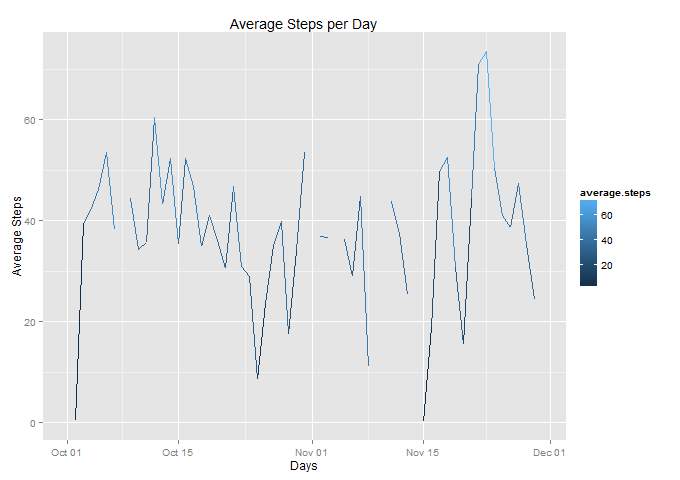 Average Steps per Day
Average Steps
60
40
20
0
Oct 01
Oct 15
Nov 01
Nov 15
Dec 01
Days
average.steps
60
40
20